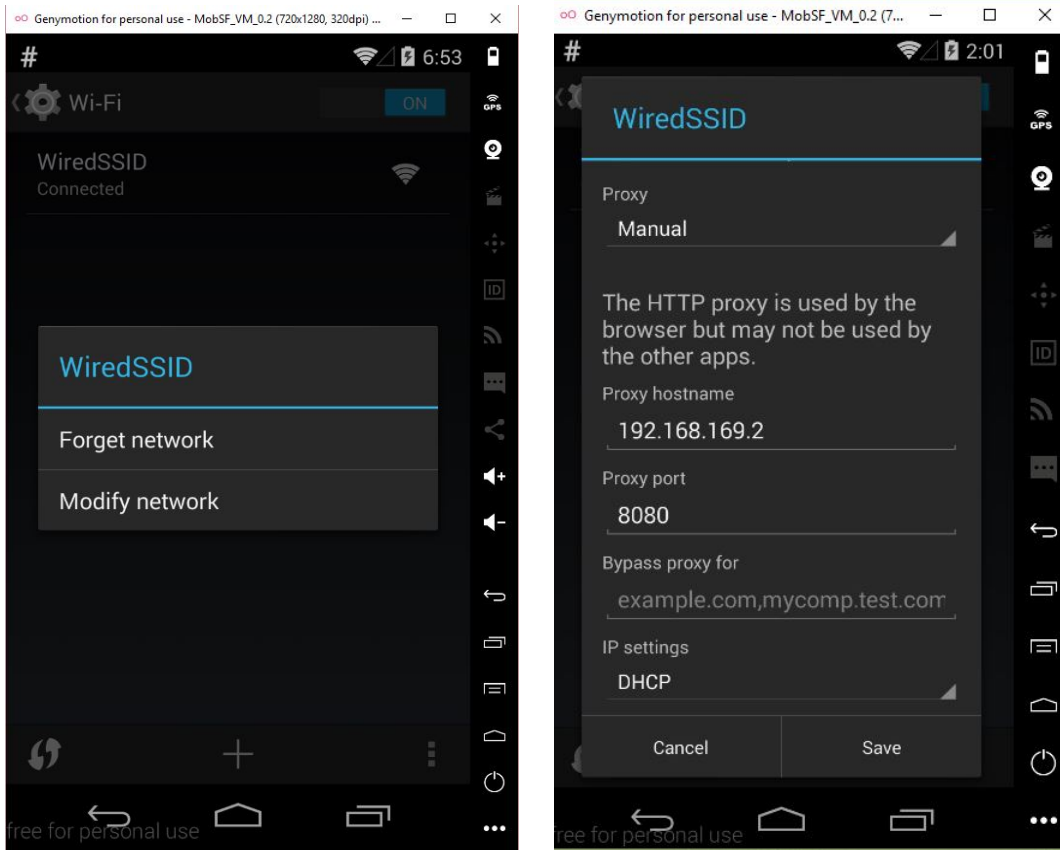 Genymotion for personal use - MobSF_VM_0.2 (720x1280, 320dpi) ...
# 6:53
Wi-Fi ON
GPS
WiredSSID
Connected
ID
WiredSSID
Forget network
Modify network
free for personal use
Genymotion for personal use - MobSF_VM_0.2 (7...
# 2:01
GPS
WiredSSID
Proxy
Manual
The HTTP proxy is used by the
browser but may not be used by
the other apps.
ID
Proxy hostname
192.168.169.2
Proxy port
8080
Bypass proxy for
example.com,mycomp.test.com
IP settings
DHCP
Cancel Save
free for personal use